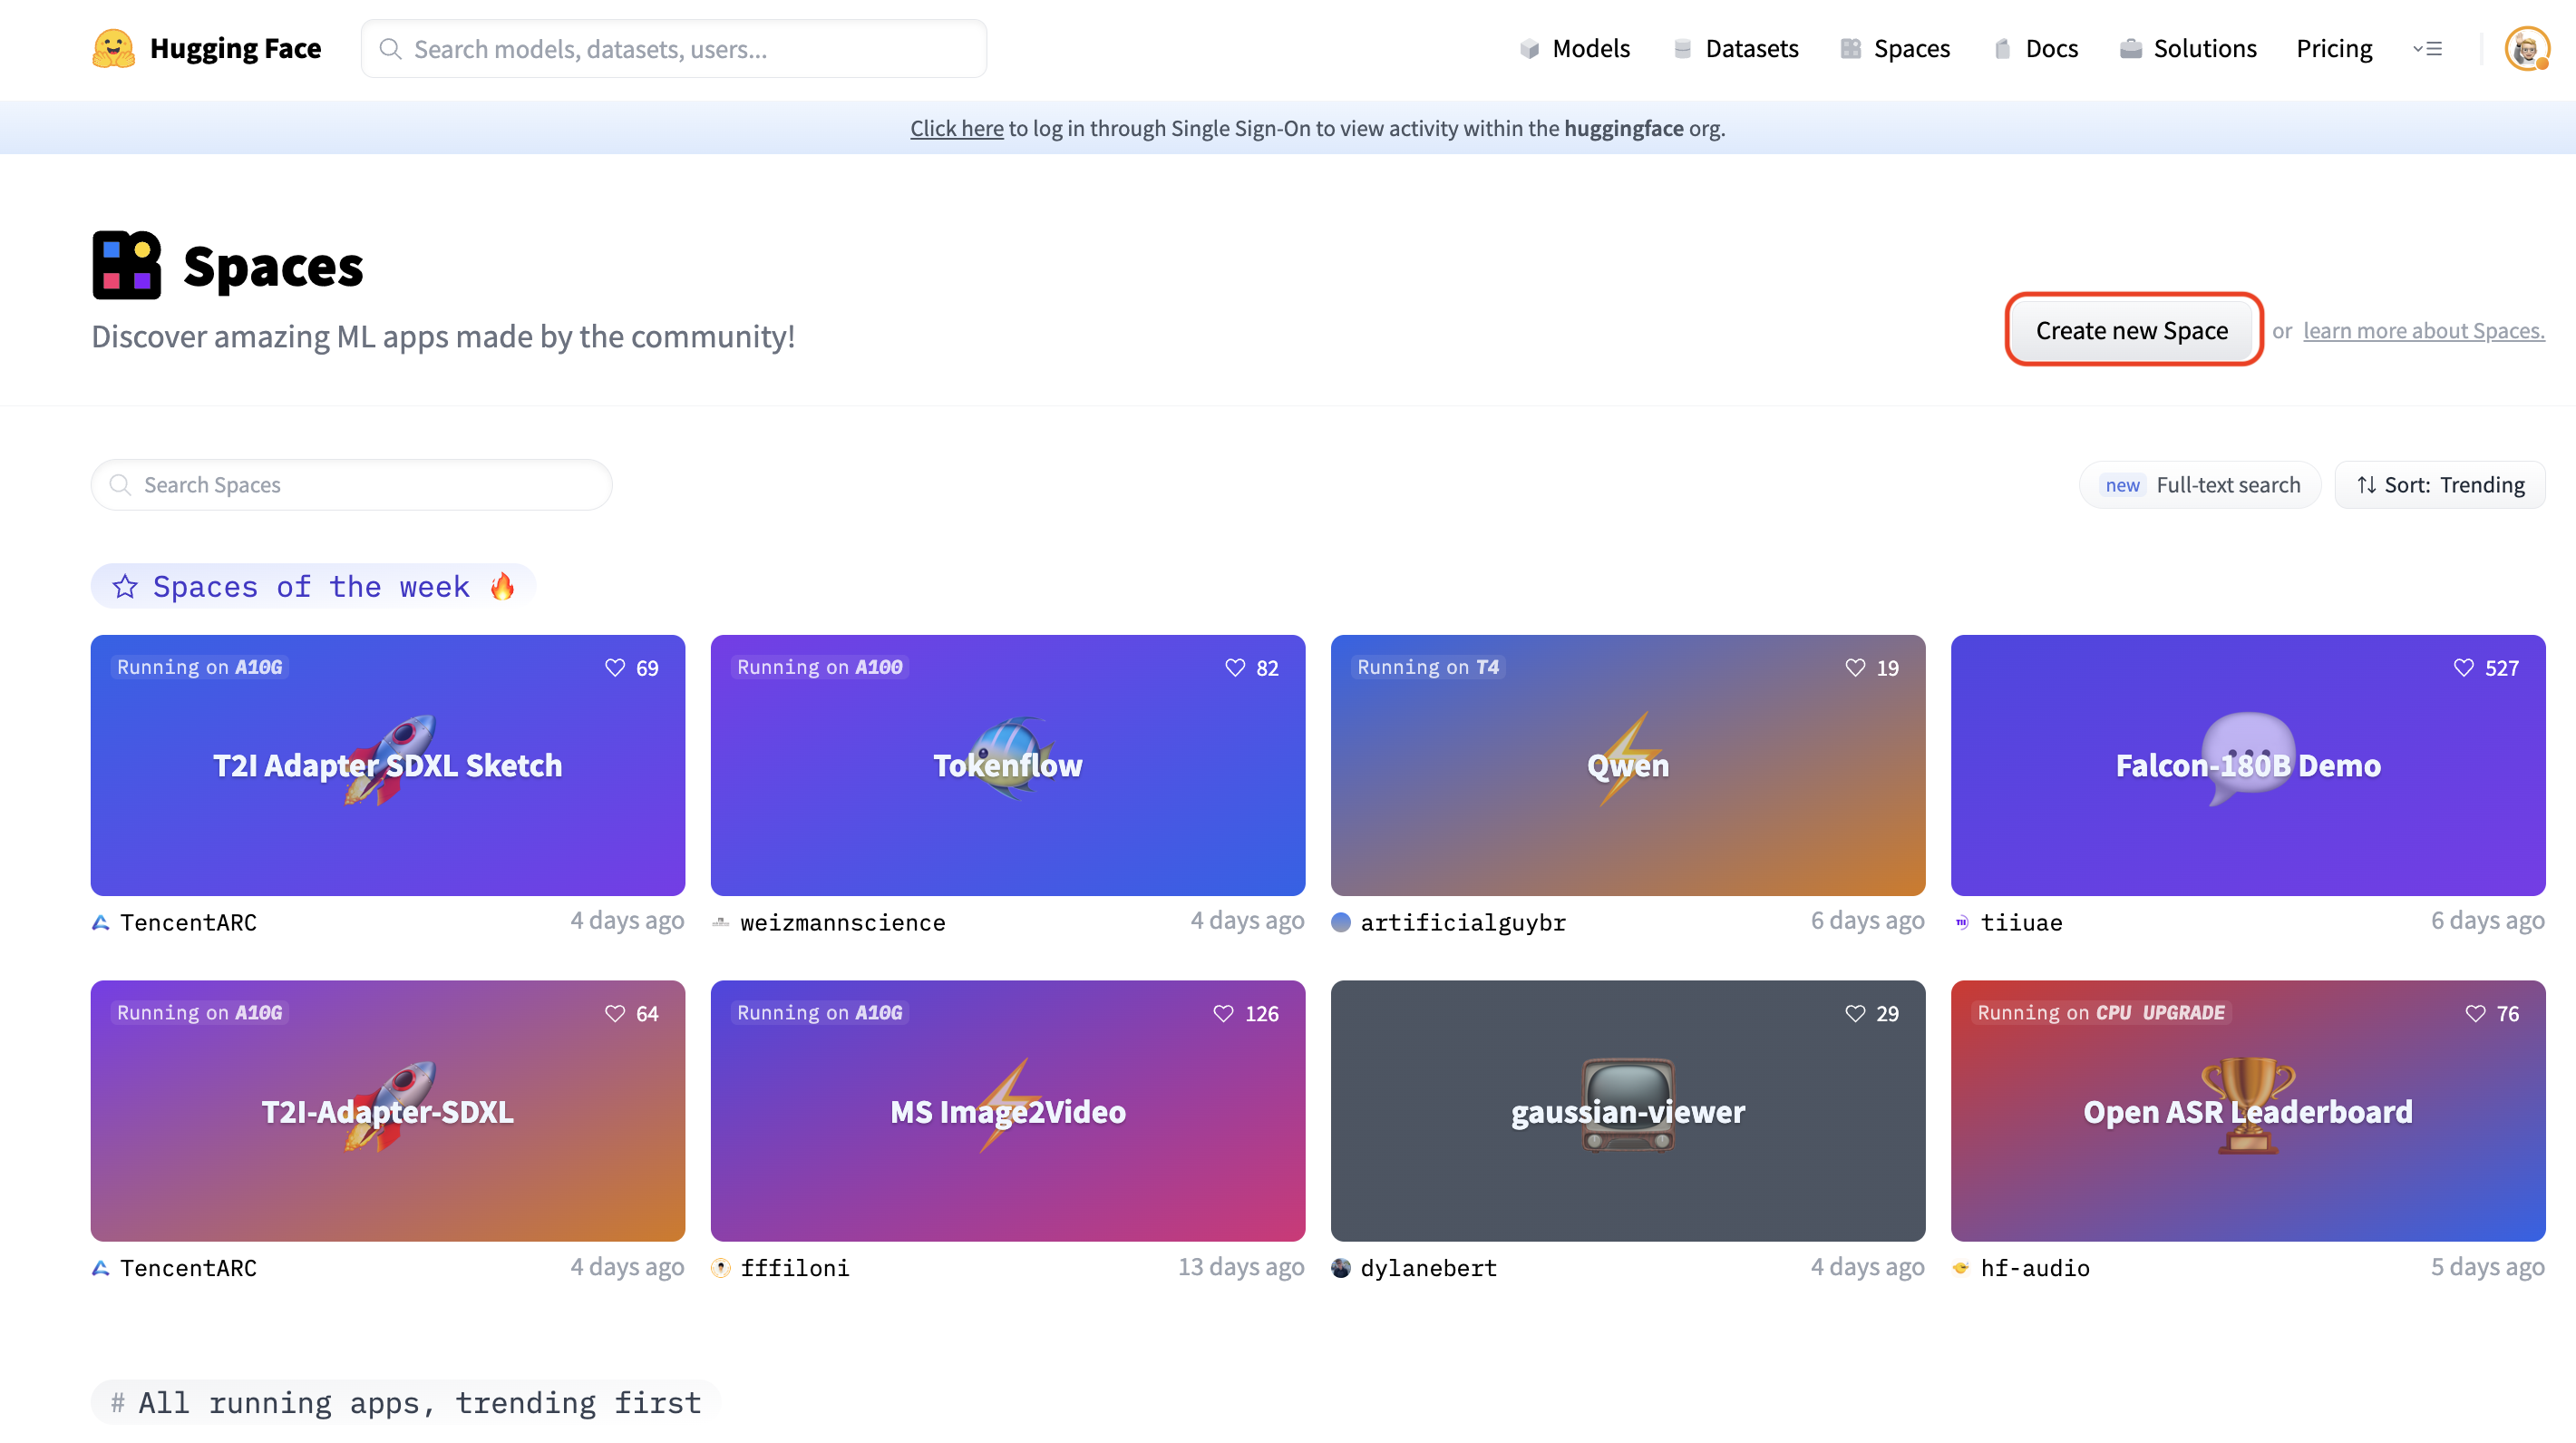 Hugging Face
Search models, datasets, users...
Models
Datasets
Spaces
Docs
Solutions
Pricing
Click here to log in through Single Sign-On to view activity within the huggingface org.
Spaces
Discover amazing ML apps made by the community!
Create new Space or learn more about Spaces.
Search Spaces
new Full-text search
Sort: Trending
Spaces of the week 🔥
Running on A10G
69
T2I Adapter SDXL Sketch
TencentARC
4 days ago
Running on A100
82
Tokenflow
weizmannscience
4 days ago
Running on T4
19
Qwen
artificialguybr
6 days ago
527
Falcon-180B Demo
tiiuae
6 days ago
Running on A10G
64
T2I-Adapter-SDXL
TencentARC
4 days ago
Running on A10G
126
MS Image2Video
fffiloni
13 days ago
29
gaussian-viewer
dylanebert
4 days ago
Running on CPU UPGRADE
76
Open ASR Leaderboard
hf-audio
5 days ago
# All running apps, trending first